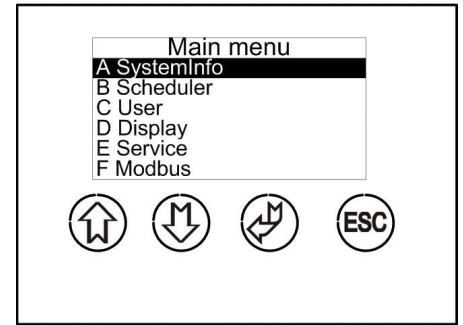 Main menu
A SystemInfo
B Scheduler
C User
D Display
E Service
F Modbus
ESC